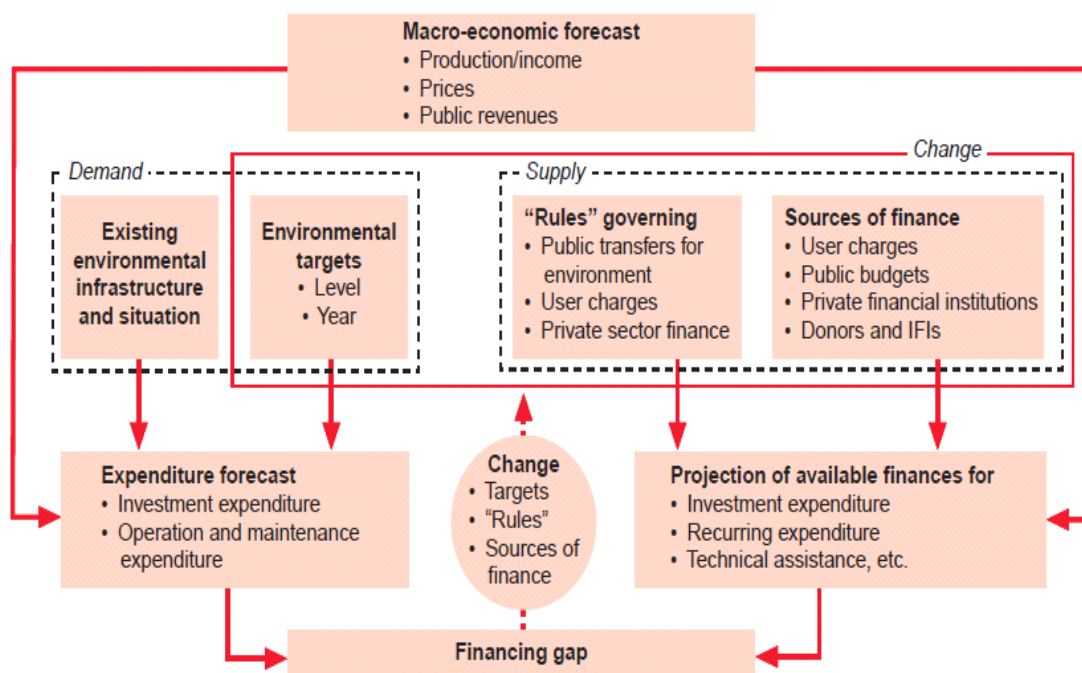 Macro-economic forecast
• Production/income
• Prices
• Public revenues
Change
Demand
Supply
Existing
environmental
infrastructure
and situation
Environmental
targets
• Level
• Year
“Rules” governing
• Public transfers for
environment
• User charges
• Private sector finance
Sources of finance
• User charges
• Public budgets
• Private financial institutions
• Donors and IFIs
Expenditure forecast
• Investment expenditure
• Operation and maintenance
expenditure
Change
• Targets
• “Rules”
• Sources of
finance
Projection of available finances for
• Investment expenditure
• Recurring expenditure
• Technical assistance, etc.
Financing gap